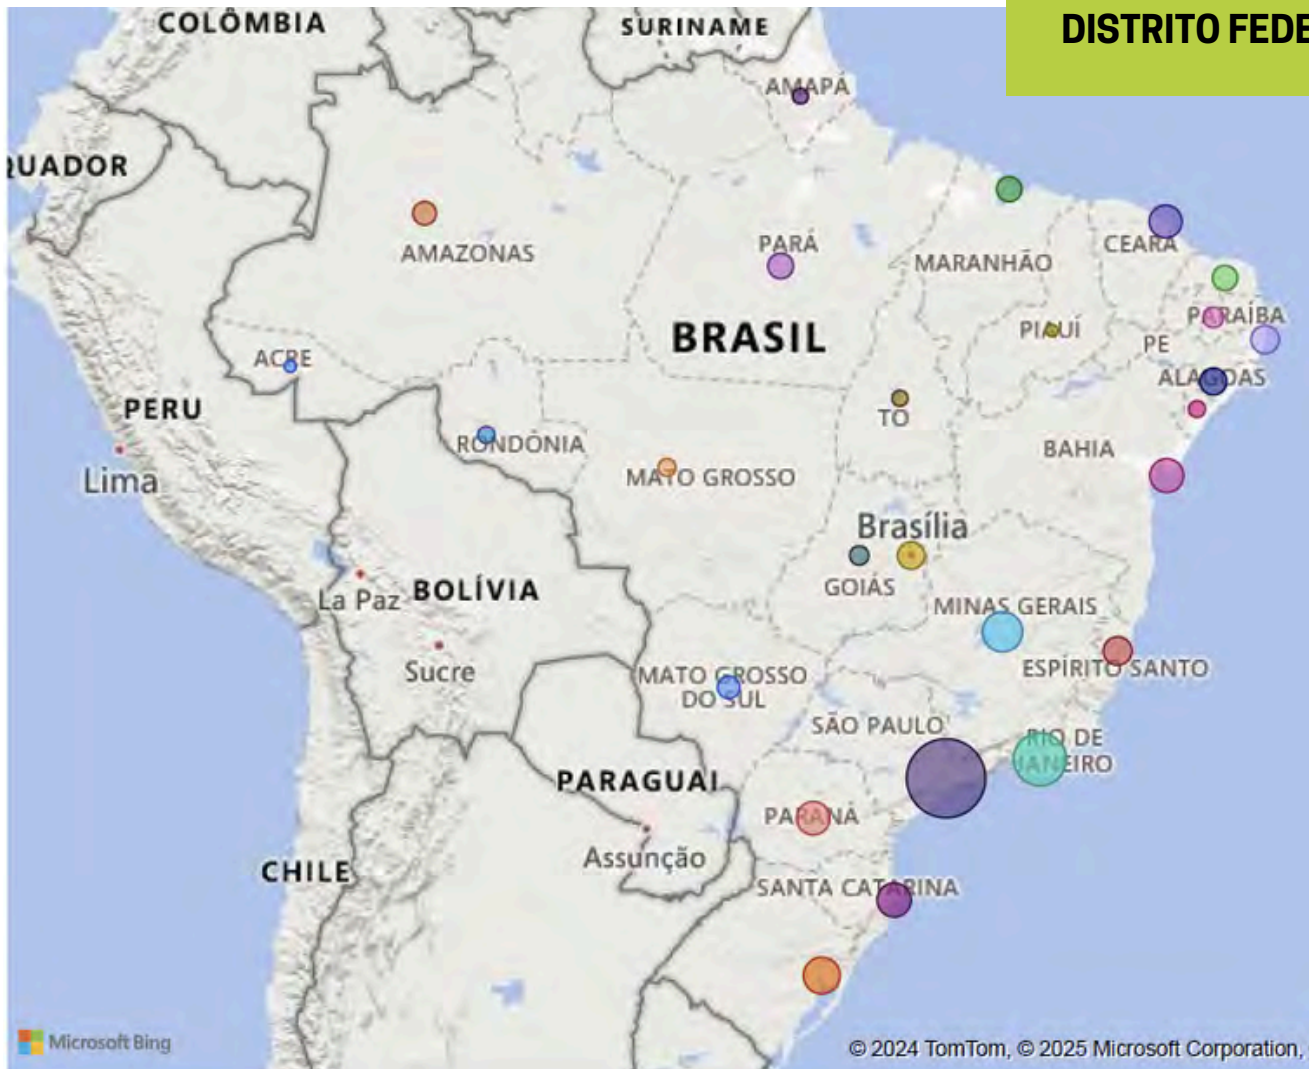 COLÔMBIA
SURINAME
DISTRITO FEDE
AMAPÁ
QUADOR
AMAZONAS
PARÁ
MARANHÃO
CEARÁ
BRASIL
PIAUÍ
PARAÍBA
PE
ACRE
ALAGOAS
PERU
TO
RONDÔNIA
BAHIA
Lima
MATO GROSSO
Brasília
La Paz
BOLÍVIA
GOIÁS
MINAS GERAIS
Sucre
MATO GROSSO
DO SUL
ESPÍRITO SANTO
SÃO PAULO
RIO DE
JANEIRO
PARAGUAI
PARANÁ
Assunção
CHILE
SANTA CATARINA
Microsoft Bing
© 2024 TomTom, © 2025 Microsoft Corporation,